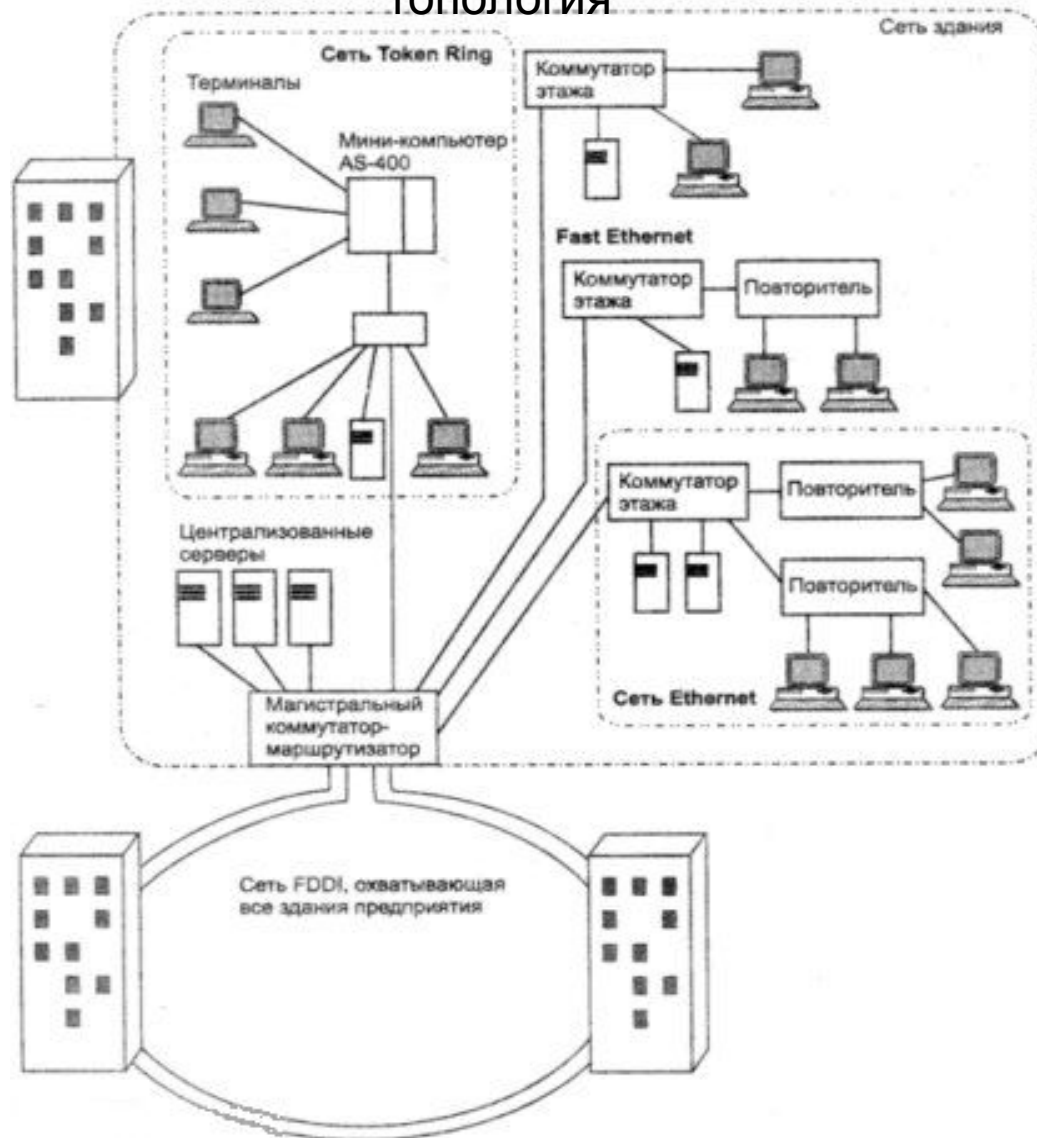 топология
Сеть здания
Сеть Token Ring
Терминалы
Мини-компьютер
AS-400
Коммутатор
этажа
Fast Ethernet
Коммутатор
этажа
Повторитель
Коммутатор
этажа
Повторитель
Повторитель
Сеть Ethernet
Централизованные
серверы
Магистральный
коммутатор-
маршрутизатор
Сеть FDDI, охватывающая
все здания предприятия